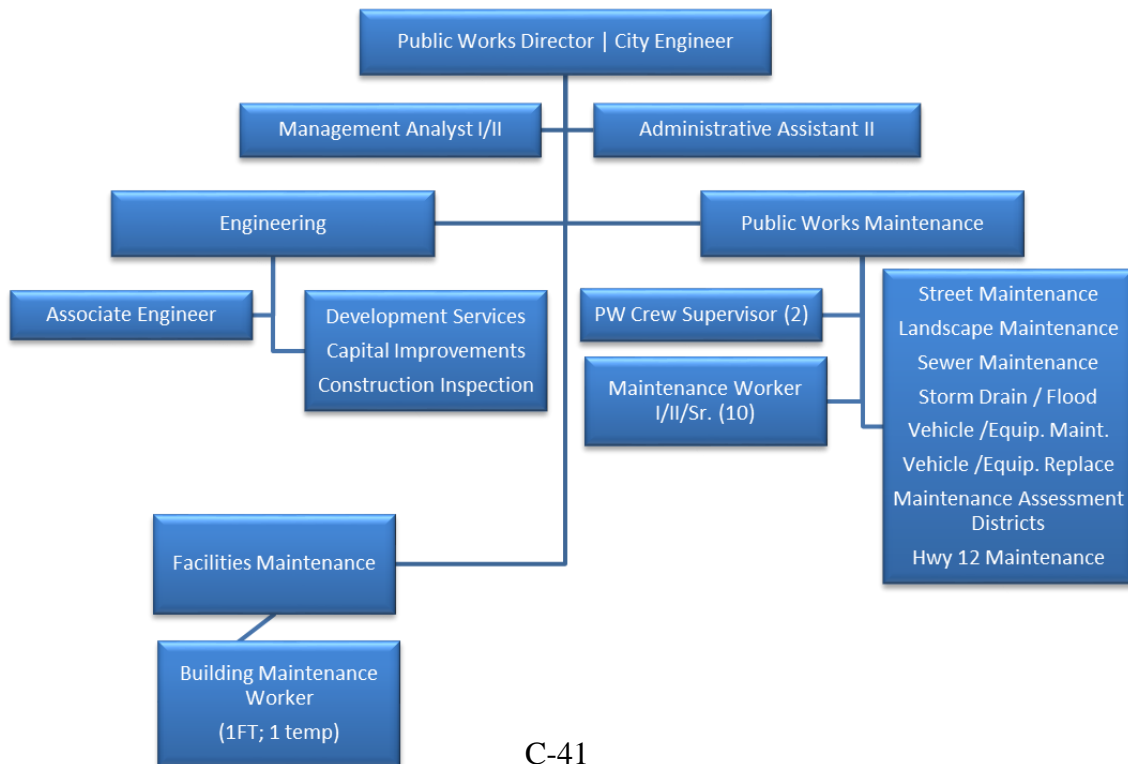 Public Works Director | City Engineer
Management Analyst I/II
Administrative Assistant II
Engineering
Public Works Maintenance
Associate Engineer
Development Services
Capital Improvements
Construction Inspection
PW Crew Supervisor (2)
Maintenance Worker
I/II/Sr. (10)
Street Maintenance
Landscape Maintenance
Sewer Maintenance
Storm Drain / Flood
Vehicle /Equip. Maint.
Vehicle /Equip. Replace
Maintenance Assessment
Districts
Hwy 12 Maintenance
Facilities Maintenance
Building Maintenance
Worker
(1FT; 1 temp)
C-41